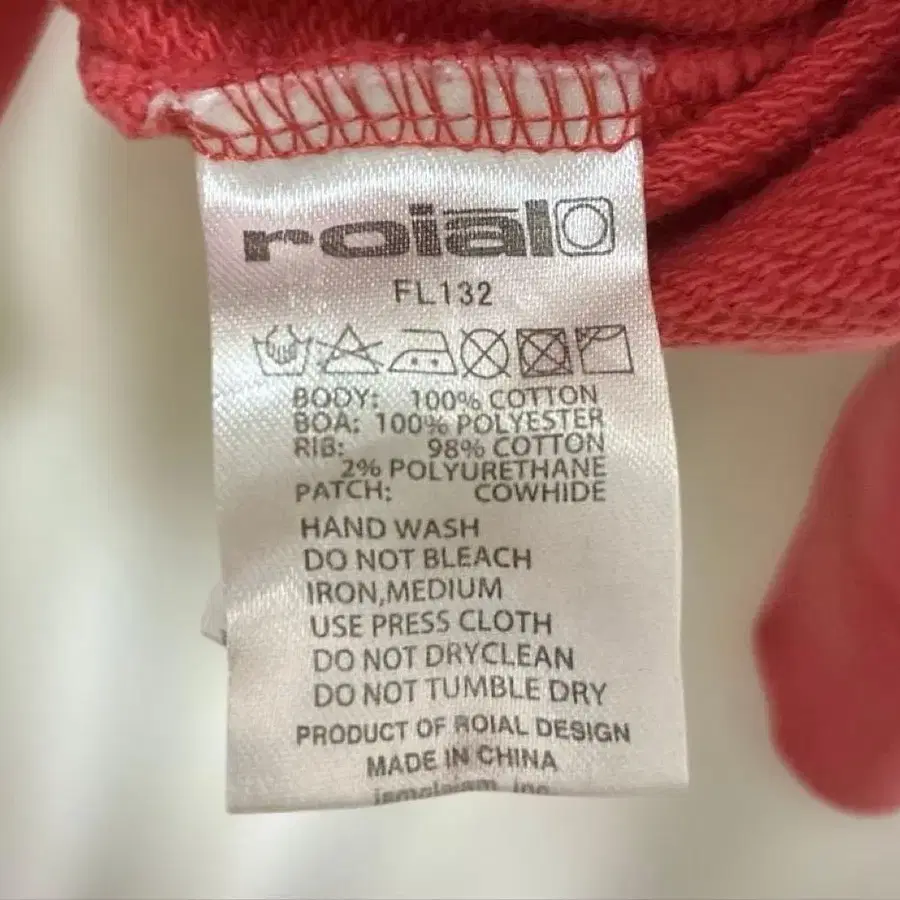 roial
FL132
BODY: 100% COTTON
BOA: 100% POLYESTER
RIB: 98% COTTON
2% POLYURETHANE
PATCH: COWHIDE
HAND WASH
DO NOT BLEACH
IRON,MEDIUM
USE PRESS CLOTH
DO NOT DRYCLEAN
DO NOT TUMBLE DRY
PRODUCT OF ROIAL DESIGN
MADE IN CHINA
inc